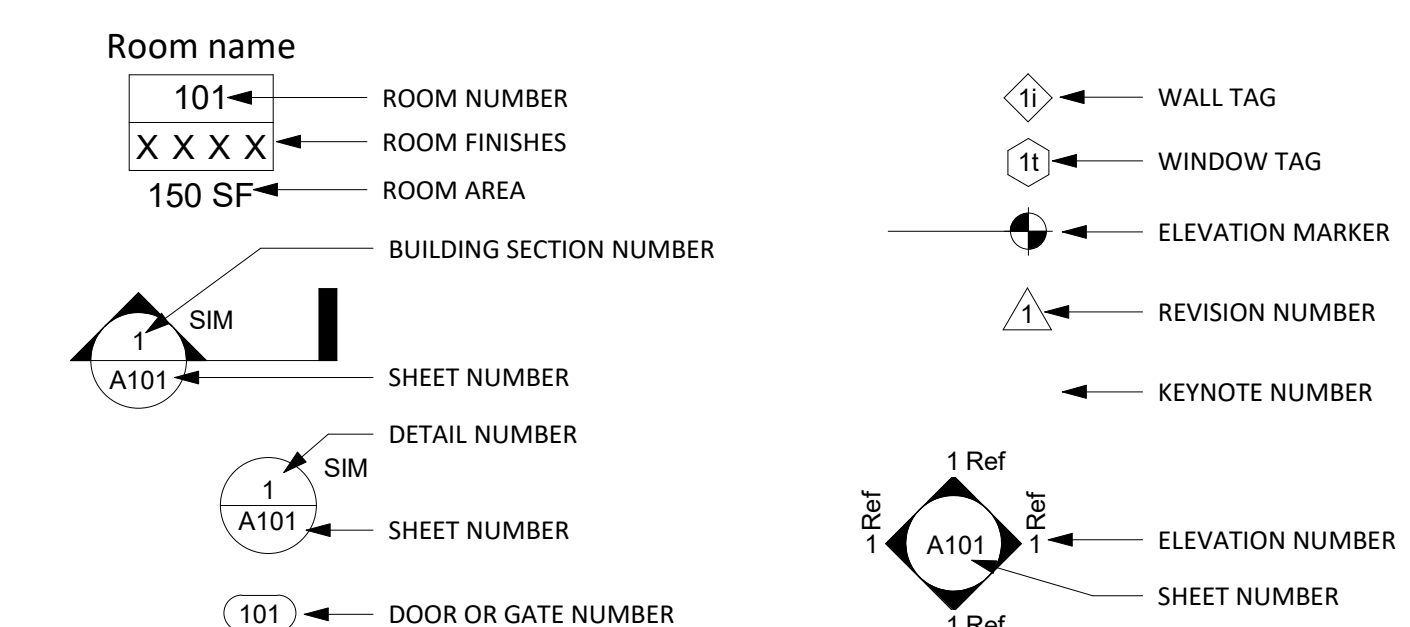 Room name
101
ROOM NUMBER
X X X X
ROOM FINISHES
150 SF
ROOM AREA
BUILDING SECTION NUMBER
1
SIM
A101
SHEET NUMBER
DETAIL NUMBER
1
SIM
A101
SHEET NUMBER
101
DOOR OR GATE NUMBER
1i
WALL TAG
1t
WINDOW TAG
ELEVATION MARKER
1
REVISION NUMBER
KEYNOTE NUMBER
1 Ref
1 Ref
A101
1 Ref
ELEVATION NUMBER
SHEET NUMBER
1 Ref